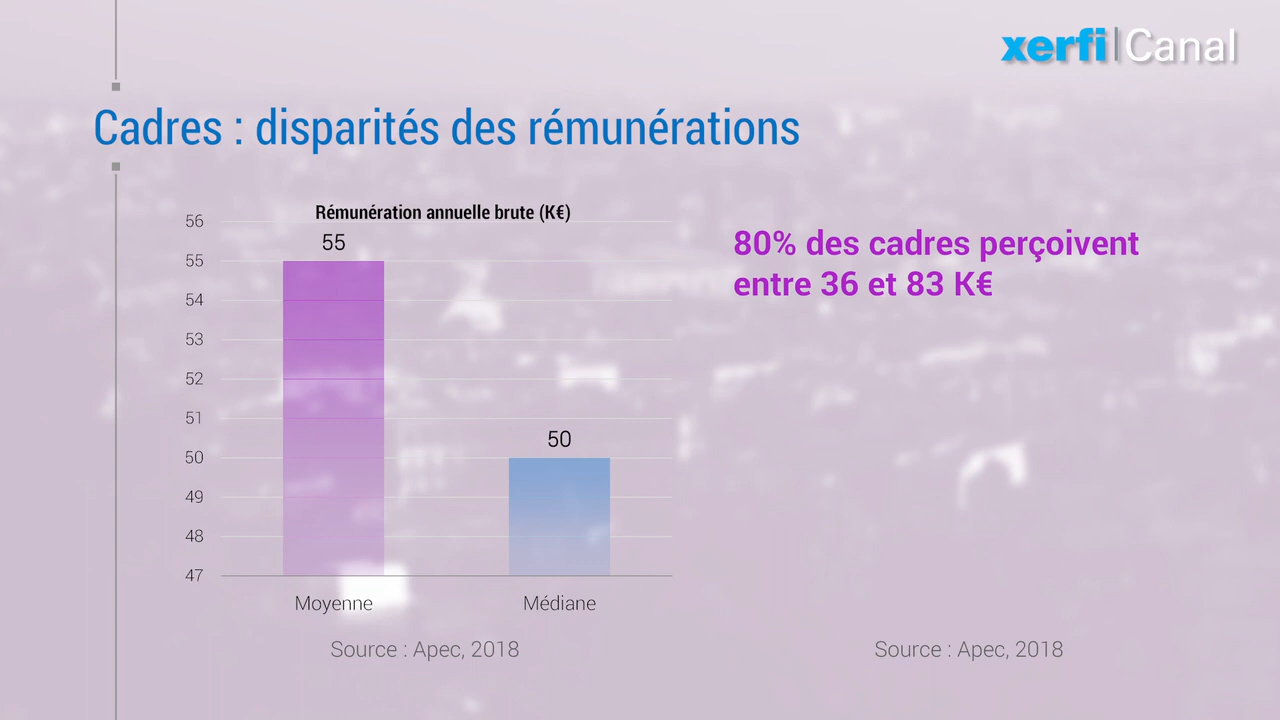 xerfi Canal
Cadres : disparités des rémunérations
Rémunération annuelle brute (K€)
56
55
54
53
52
51
50
49
48
47
55
50
Moyenne
Médiane
Source : Apec, 2018
80% des cadres perçoivent
entre 36 et 83 K€
Source : Apec, 2018